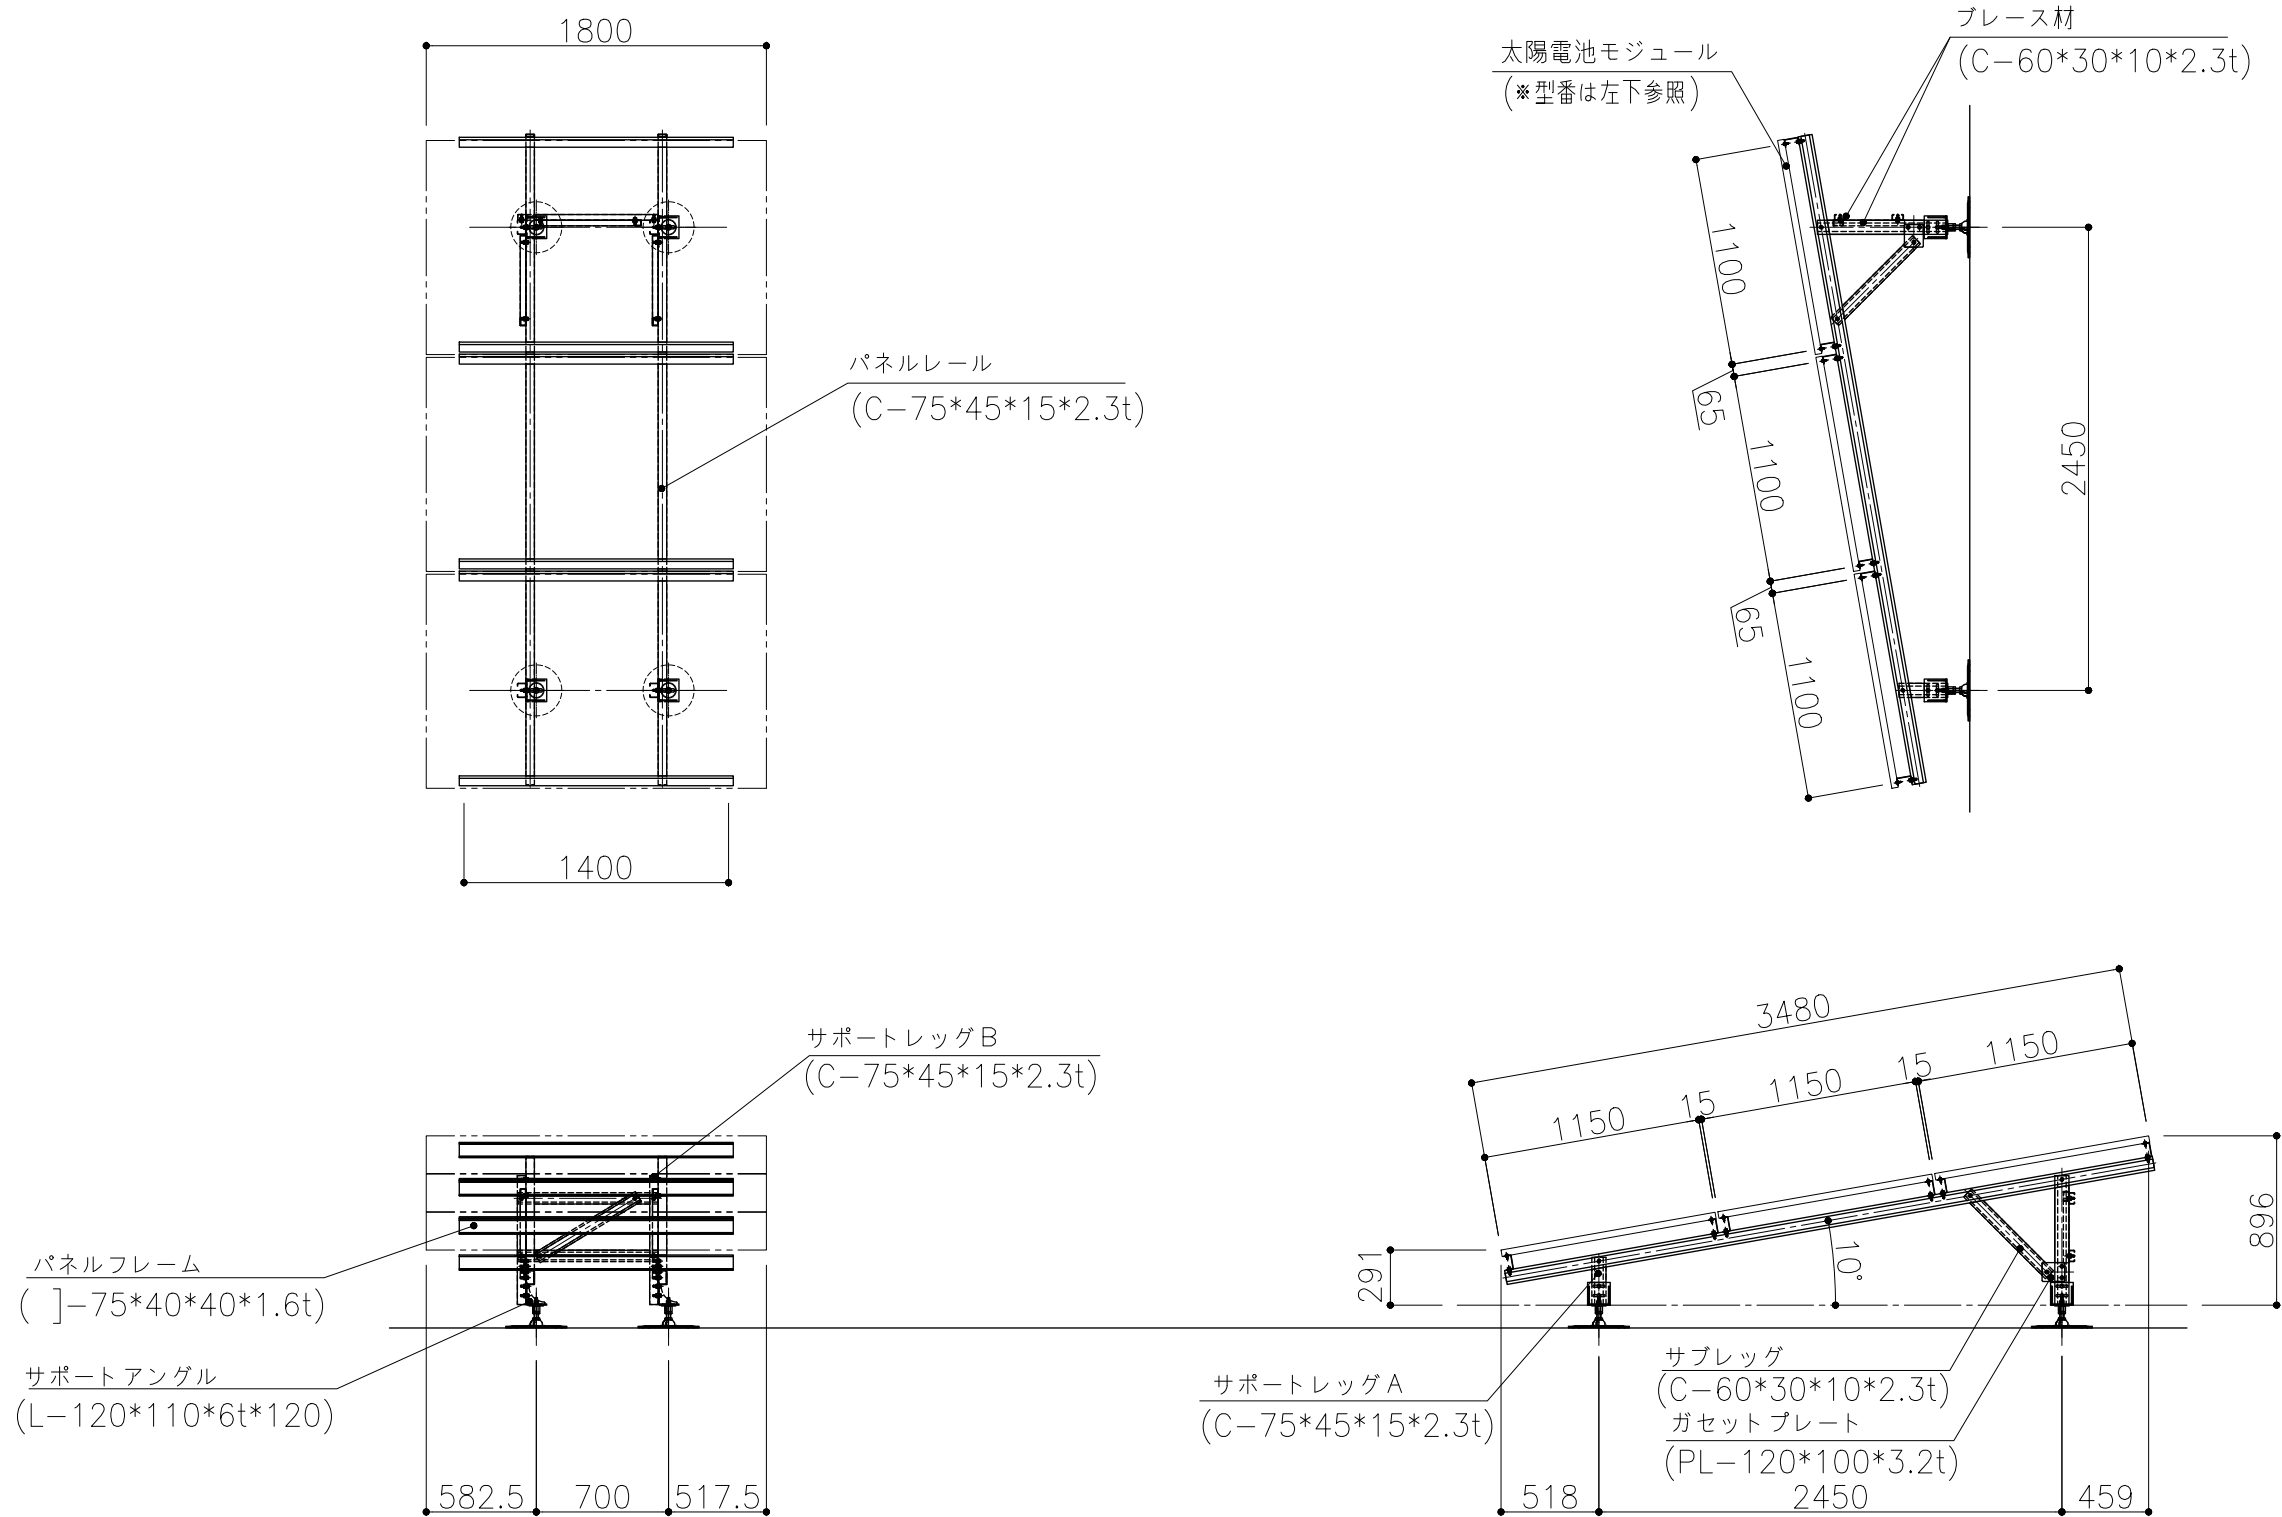 1800
ブレース材
(C-60*30*10*2.3t)
太陽電池モジュール
(※型番は左下参照)
1100
65
1100
65
1100
2450
パネルレール
(C-75*45*15*2.3t)
1400
サポートレッグB
(C-75*45*15*2.3t)
パネルフレーム
( ]-75*40*40*1.6t)
サポートアングル
(L-120*110*6t*120)
582.5
700
517.5
3480
1150
15
1150
15
1150
291
10°
896
サポートレッグA
(C-75*45*15*2.3t)
サブレッグ
(C-60*30*10*2.3t)
ガセットプレート
(PL-120*100*3.2t)
518
2450
459